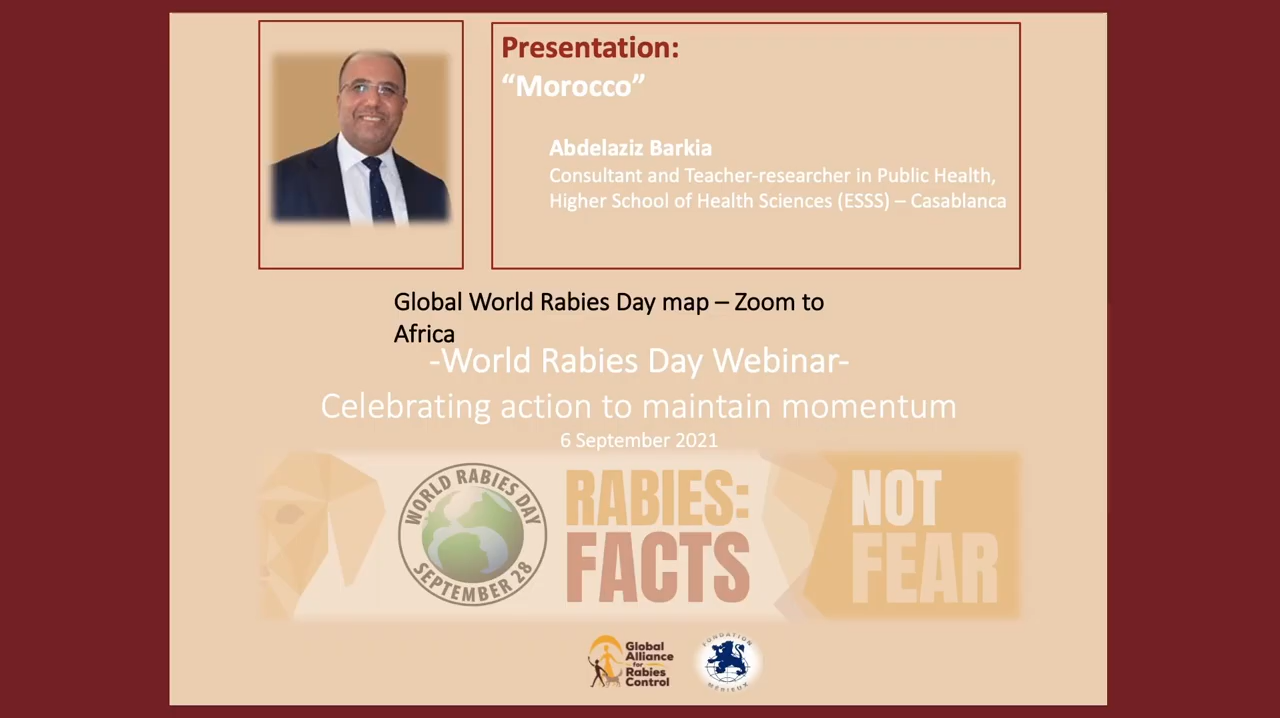 Presentation:
“Morocco”
Abdelaziz Barkia
Consultant and Teacher-researcher in Public Health,
Higher School of Health Sciences (ESSS) – Casablanca
Global World Rabies Day map – Zoom to
Africa
-World Rabies Day Webinar-
Celebrating action to maintain momentum
6 September 2021
WORLD RABIES DAY
SEPTEMBER 28
RABIES:
FACTS
NOT
FEAR
Global
Alliance
for
Rabies
Control
FONDATION
MÉRIEUX